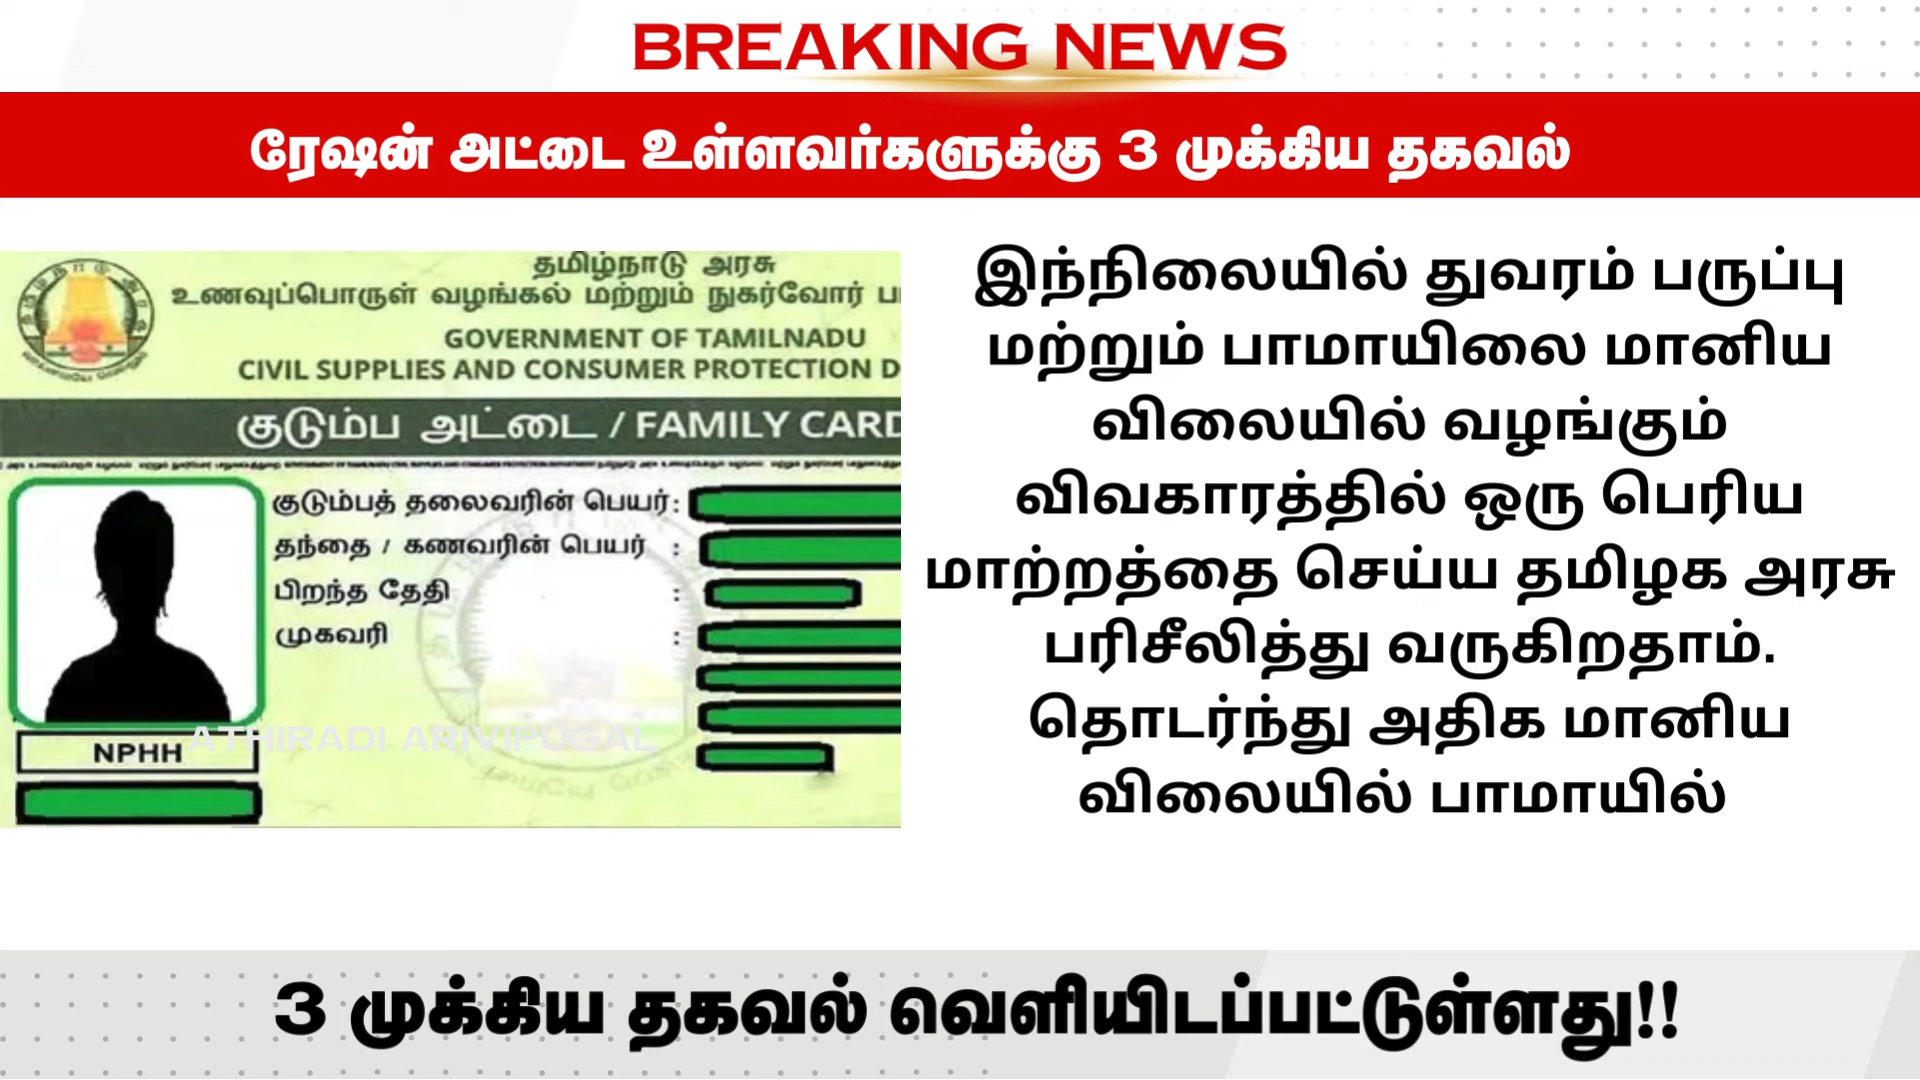 BREAKING NEWS
ரேஷன் அட்டை உள்ளவர்களுக்கு 3 முக்கிய தகவல்
தமிழ்நாடு அரசு
உணவுப்பொருள் வழங்கல் மற்றும் நுகர்வோர் ப
GOVERNMENT OF TAMILNADU
CIVIL SUPPLIES AND CONSUMER PROTECTION D
குடும்ப அட்டை / FAMILY CARD
குடும்பத் தலைவரின் பெயர் :
தந்தை / கணவரின் பெயர் :
பிறந்த தேதி :
முகவரி :
NPHH
ATHIRADI ARIVIPUGAL
இந்நிலையில் துவரம் பருப்பு
மற்றும் பாமாயிலை மானிய
விலையில் வழங்கும்
விவகாரத்தில் ஒரு பெரிய
மாற்றத்தை செய்ய தமிழக அரசு
பரிசீலித்து வருகிறதாம்.
தொடர்ந்து அதிக மானிய
விலையில் பாமாயில்
3 முக்கிய தகவல் வெளியிடப்பட்டுள்ளது!!